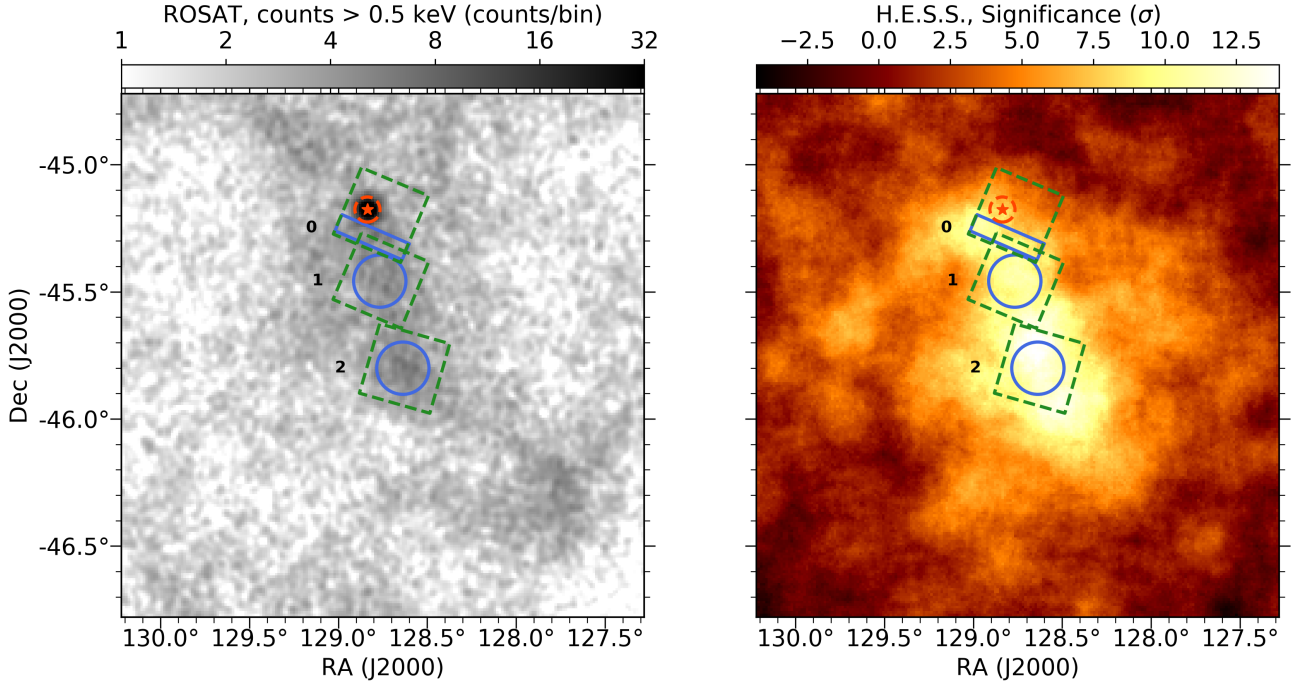 ROSAT, counts > 0.5 keV (counts/bin)
1 2 4 8 16 32
Dec (J2000)
-45.0°
-45.5°
-46.0°
-46.5°
0
1
2
130.0° 129.5° 129.0° 128.5° 128.0° 127.5°
RA (J2000)
H.E.S.S., Significance (σ)
−2.5 0.0 2.5 5.0 7.5 10.0 12.5
0
1
2
130.0° 129.5° 129.0° 128.5° 128.0° 127.5°
RA (J2000)